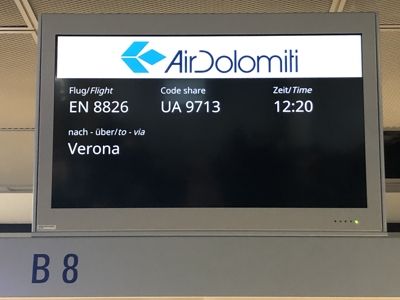 AirDolomiti
Flug/Flight Code share Zeit/Time
EN 8826 UA 9713 12:20
nach - über/to - via
Verona
B 8